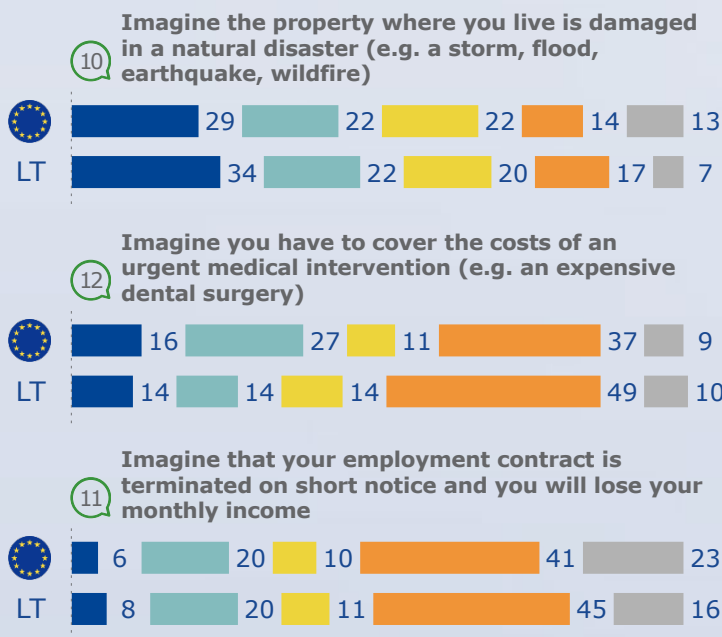 Imagine the property where you live is damaged
in a natural disaster (e.g. a storm, flood,
earthquake, wildfire)
10
29 22 22 14 13
LT 34 22 20 17 7
Imagine you have to cover the costs of an
urgent medical intervention (e.g. an expensive
dental surgery)
12
16 27 11 37 9
LT 14 14 14 49 10
Imagine that your employment contract is
terminated on short notice and you will lose your
monthly income
11
6 20 10 41 23
LT 8 20 11 45 16